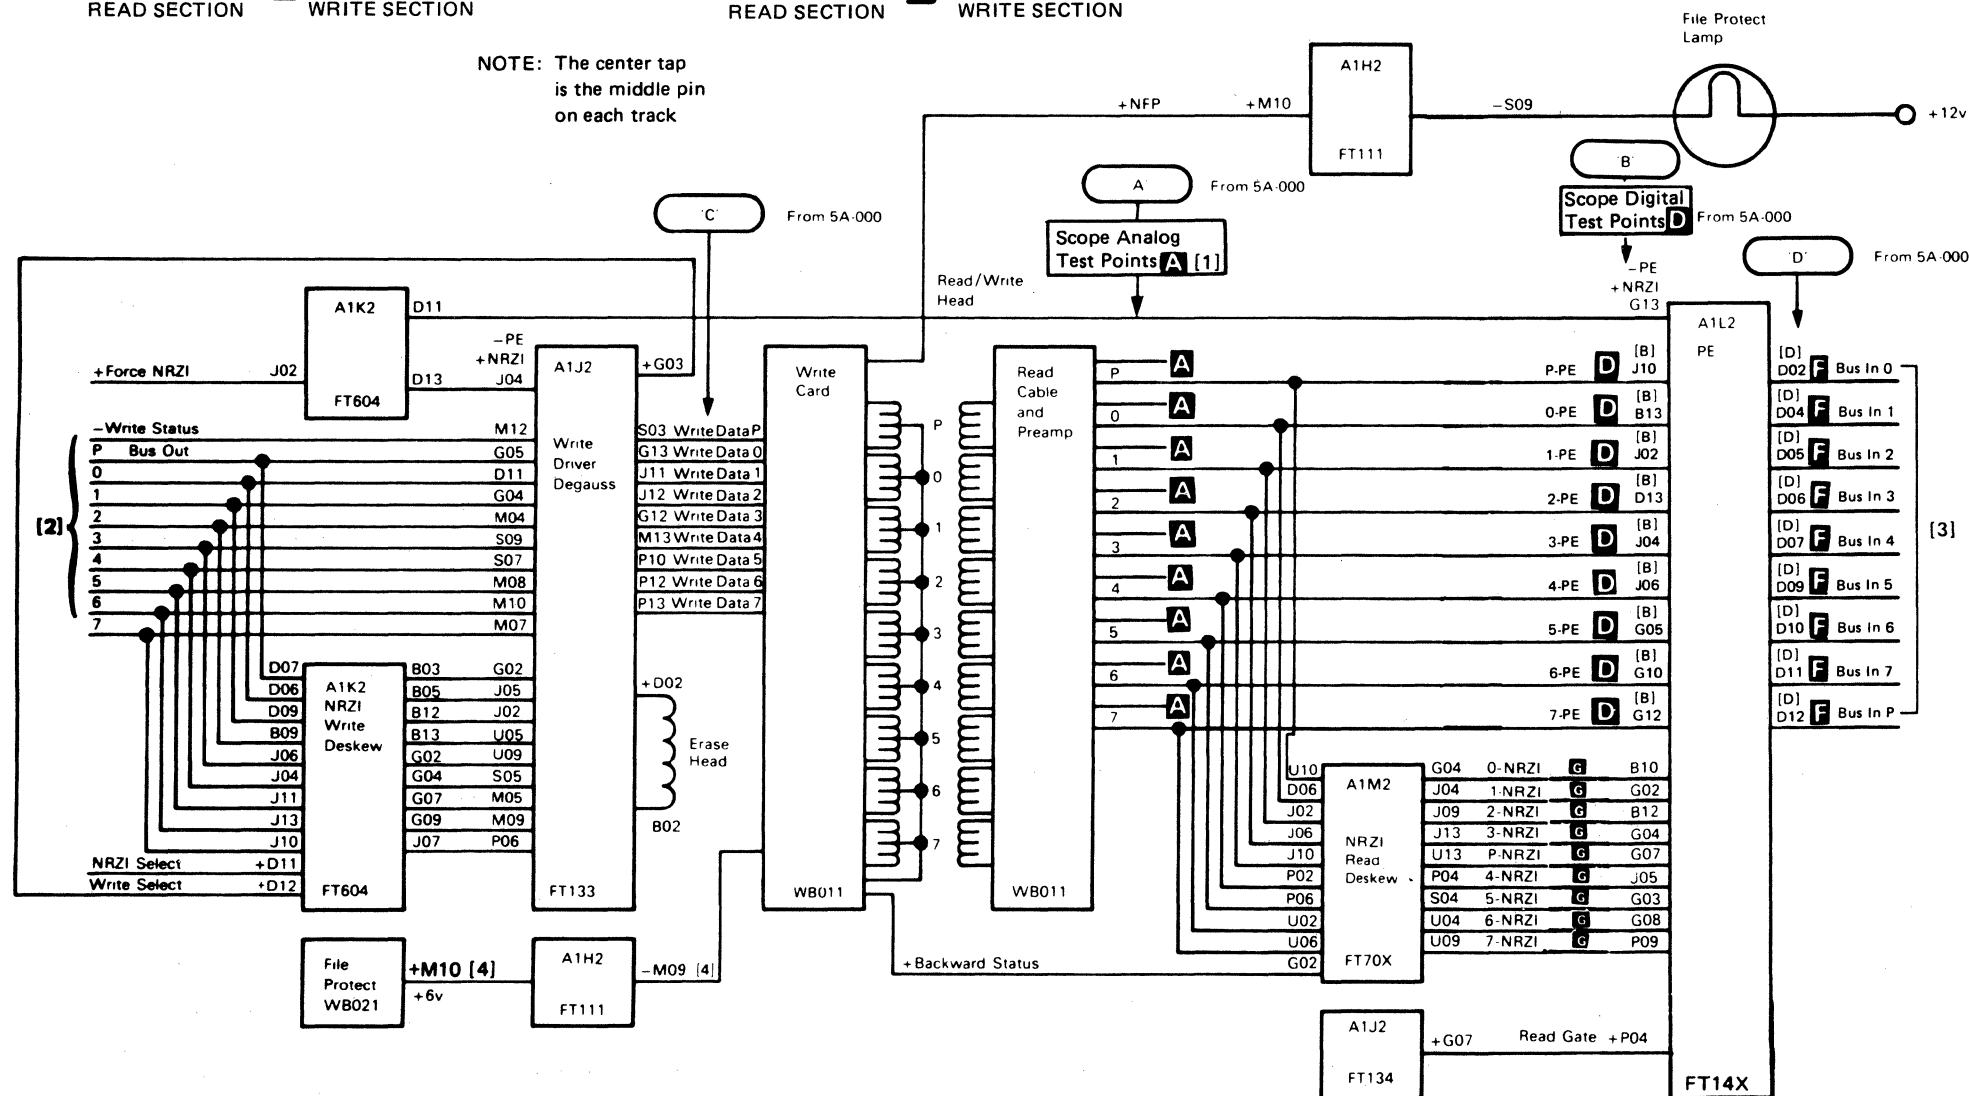 READ SECTION WRITE SECTION
READ SECTION WRITE SECTION
NOTE: The center tap
is the middle pin
on each track
File Protect
Lamp
A1H2
FT111
+NFP
+M10
-S09
+12v
'C'
From 5A-000
A
From 5A-000
Scope Analog
Test Points A [1]
'B'
Scope Digital
Test Points D
From 5A-000
'D'
From 5A-000
-PE
+NRZI
G13
Read/Write
Head
A1K2
FT604
D11
D13
+Force NRZI
J02
-PE
+NRZI
J04
A1J2
Write
Driver
Degauss
FT133
+G03
[2]
-Write Status M12
P Bus Out G05
0 D11
1 G04
2 M04
3 S09
4 S07
5 M08
6 M10
7 M07
S03 Write Data P
G13 Write Data 0
J11 Write Data 1
J12 Write Data 2
G12 Write Data 3
M13 Write Data 4
P10 Write Data 5
P12 Write Data 6
P13 Write Data 7
A1K2
NRZI
Write
Deskew
FT604
D07 B03 G02
D06 B05 J05
D09 B12 J02
B09 B13 U05
J06 G02 U09
J04 G04 S05
J11 G07 M05
J13 G09 M09
J10 J07 P06
NRZI Select +D11
Write Select +D12
+D02
Erase
Head
B02
File
Protect
WB021
+M10 [4]
+6v
A1H2
FT111
-M09 [4]
Write
Card
WB011
P
0
1
2
3
4
5
6
7
Read
Cable
and
Preamp
WB011
P A
0 A
1 A
2 A
3 A
4 A
5 A
6 A
7 A
+Backward Status
P-PE D [B] J10
0-PE D [B] B13
1-PE D [B] J02
2-PE D [B] D13
3-PE D [B] J04
4-PE D [B] J06
5-PE D [B] G05
6-PE D [B] G10
7-PE D [B] G12
A1M2
NRZI
Read
Deskew
FT70X
U10
D06
J02
J06
J10
P02
P06
U02
U06
G02
G04 0-NRZI G B10
J04 1-NRZI G G02
J09 2-NRZI G B12
J13 3-NRZI G G04
U13 P-NRZI G G07
P04 4-NRZI G J05
S04 5-NRZI G G03
U04 6-NRZI G G08
U09 7-NRZI G P09
A1L2
PE
FT14X
[D] D02 F Bus In 0
[D] D04 F Bus In 1
[D] D05 F Bus In 2
[D] D06 F Bus In 3
[D] D07 F Bus In 4
[D] D09 F Bus In 5
[D] D10 F Bus In 6
[D] D11 F Bus In 7
[D] D12 F Bus In P
[3]
A1J2
FT134
+G07 Read Gate +P04